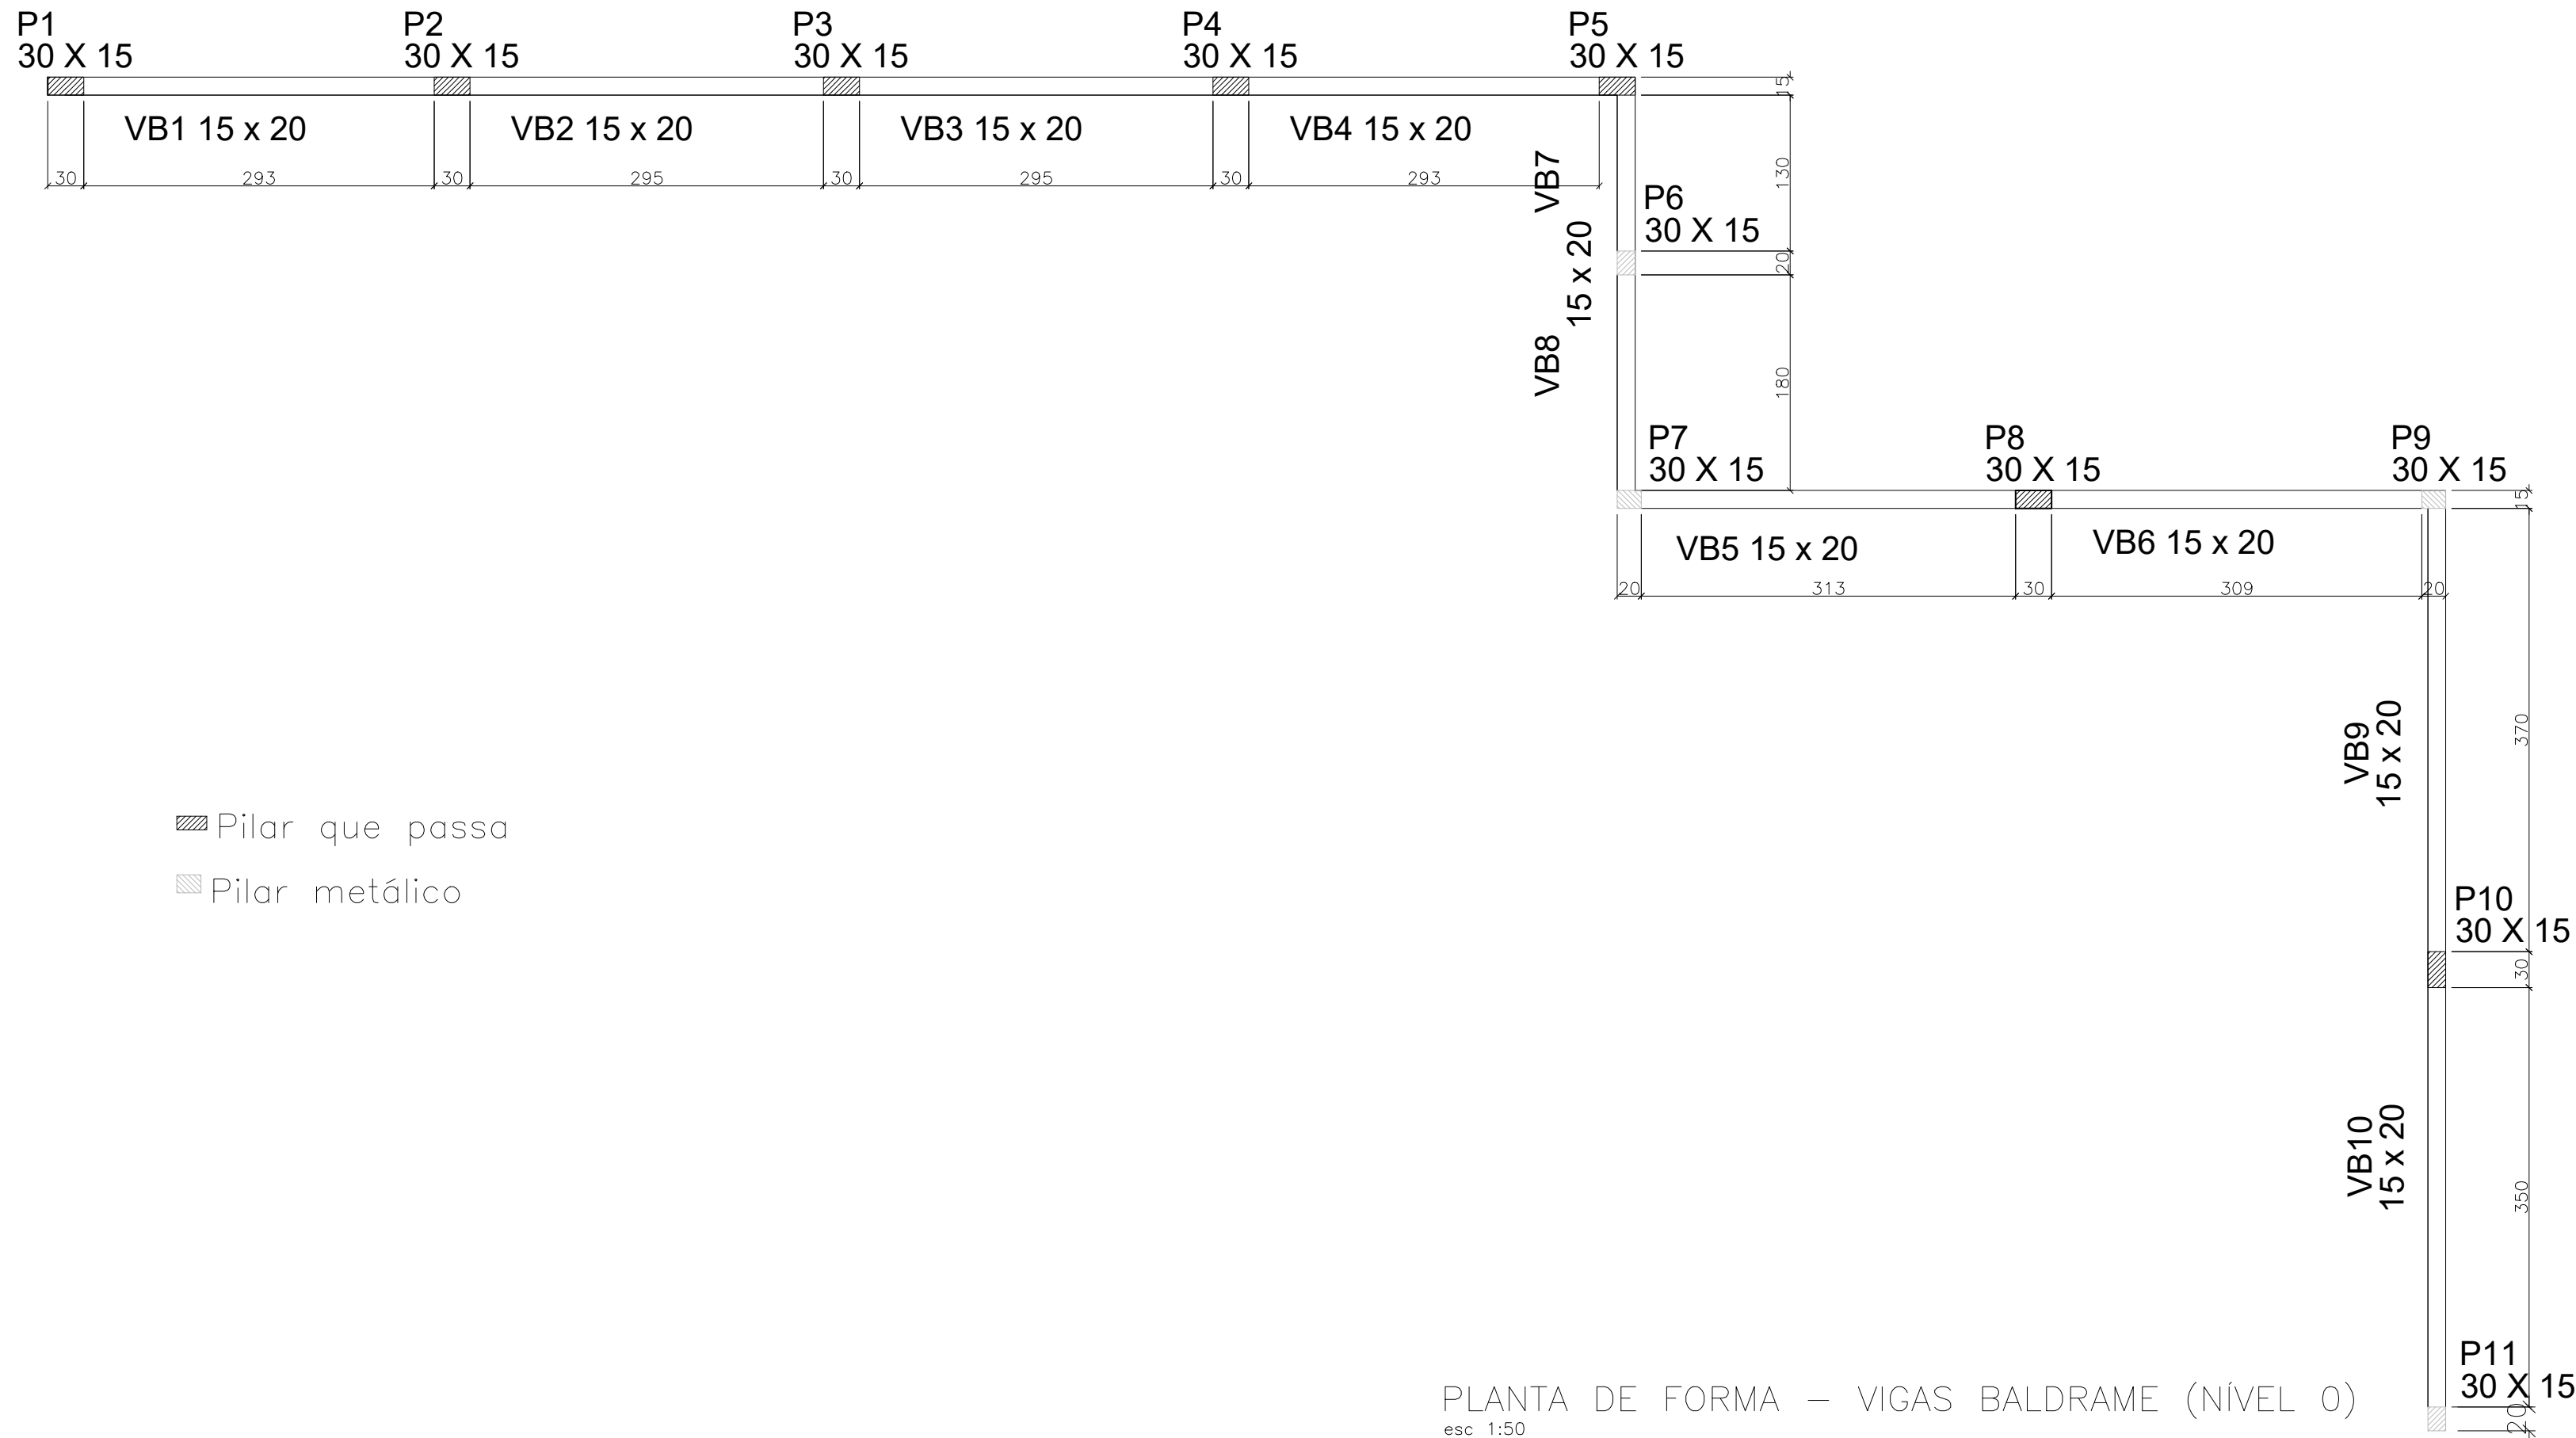 P1
30 X 15
P2
30 X 15
P3
30 X 15
P4
30 X 15
P5
30 X 15
15
VB1 15 x 20
VB2 15 x 20
VB3 15 x 20
VB4 15 x 20
30
293
30
295
30
295
30
293
VB7
15 x 20
VB8
130
P6
30 X 15
20
180
P7
30 X 15
P8
30 X 15
P9
30 X 15
15
VB5 15 x 20
VB6 15 x 20
20
313
30
309
20
VB9
15 x 20
370
Pilar que passa
Pilar metálico
P10
30 X 15
30
VB10
15 x 20
350
P11
30 X 15
20
PLANTA DE FORMA – VIGAS BALDRAME (NÍVEL 0)
esc 1:50